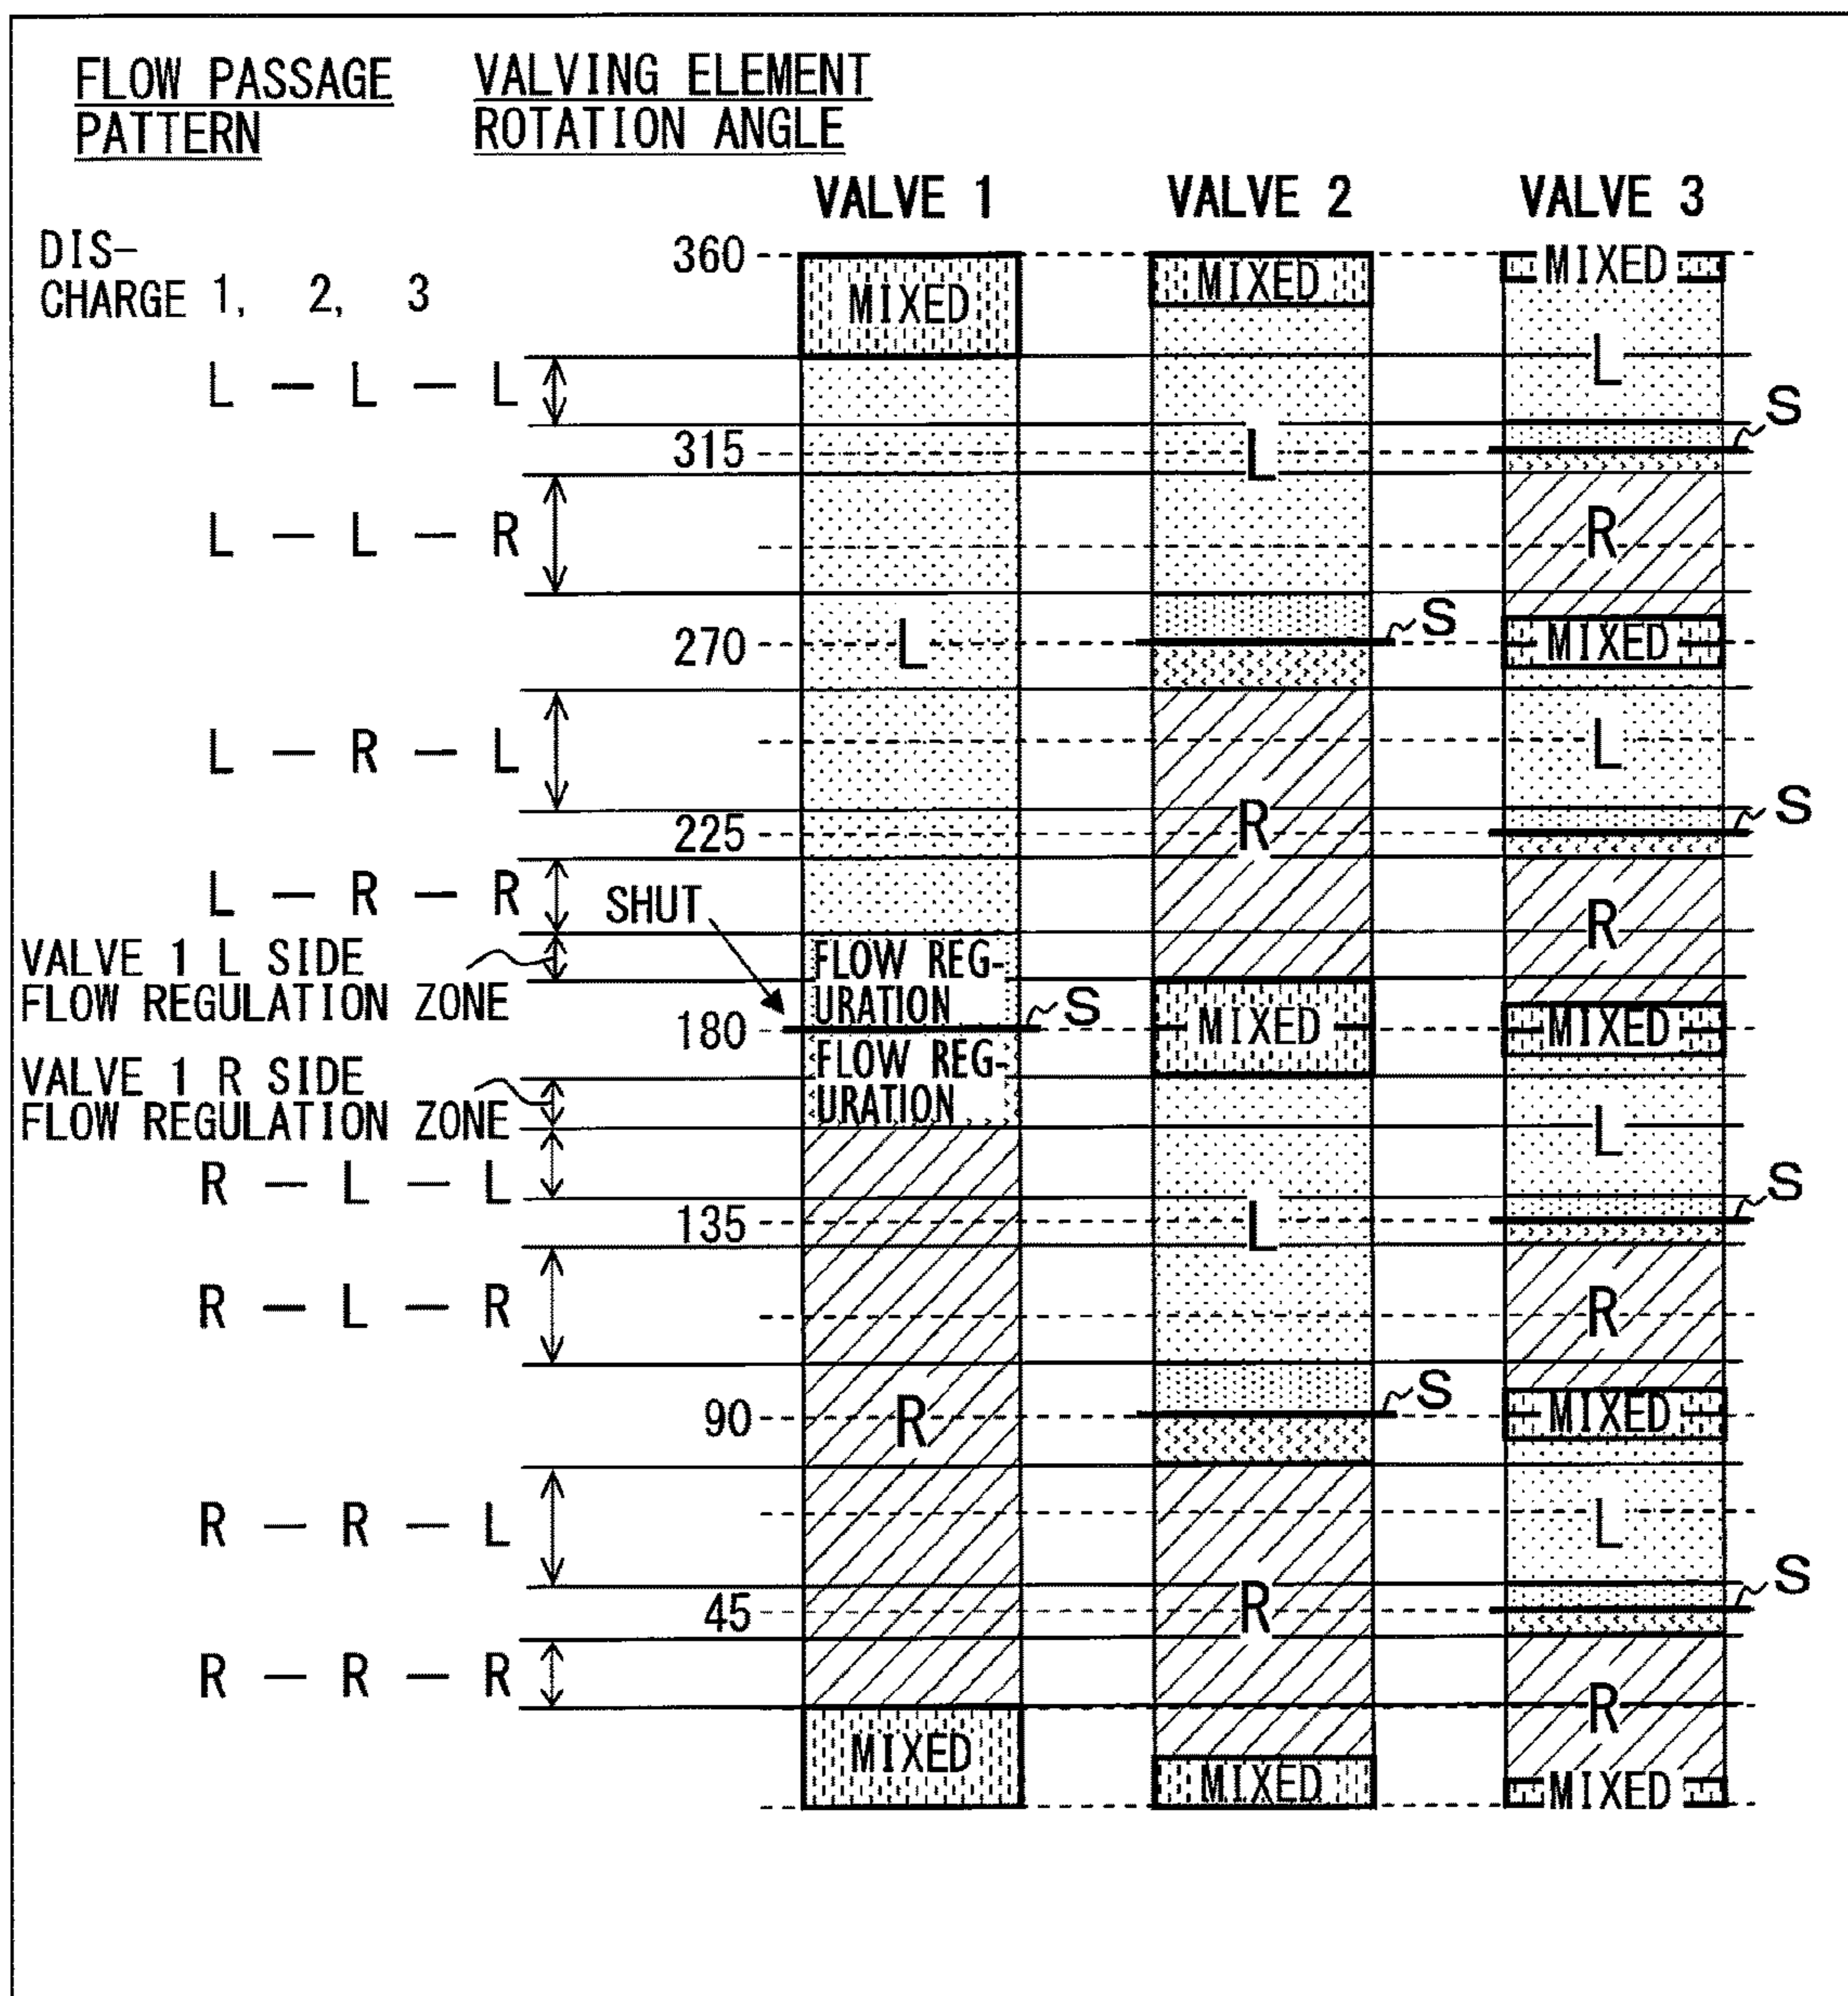 FLOW PASSAGE
PATTERN
VALVING ELEMENT
ROTATION ANGLE
VALVE 1
VALVE 2
VALVE 3
DIS-
CHARGE 1, 2, 3
360
MIXED
MIXED
MIXED
L – L – L
L
S
315
L
L – L – R
R
S
270
L
MIXED
L – R – L
L
225
R
S
L – R – R
SHUT
R
VALVE 1 L SIDE
FLOW REGULATION ZONE
FLOW REG-
URATION
180
S
MIXED
MIXED
VALVE 1 R SIDE
FLOW REGULATION ZONE
FLOW REG-
URATION
L
R – L – L
S
135
L
R – L – R
R
S
90
R
MIXED
R – R – L
L
S
45
R
R – R – R
R
MIXED
MIXED
MIXED